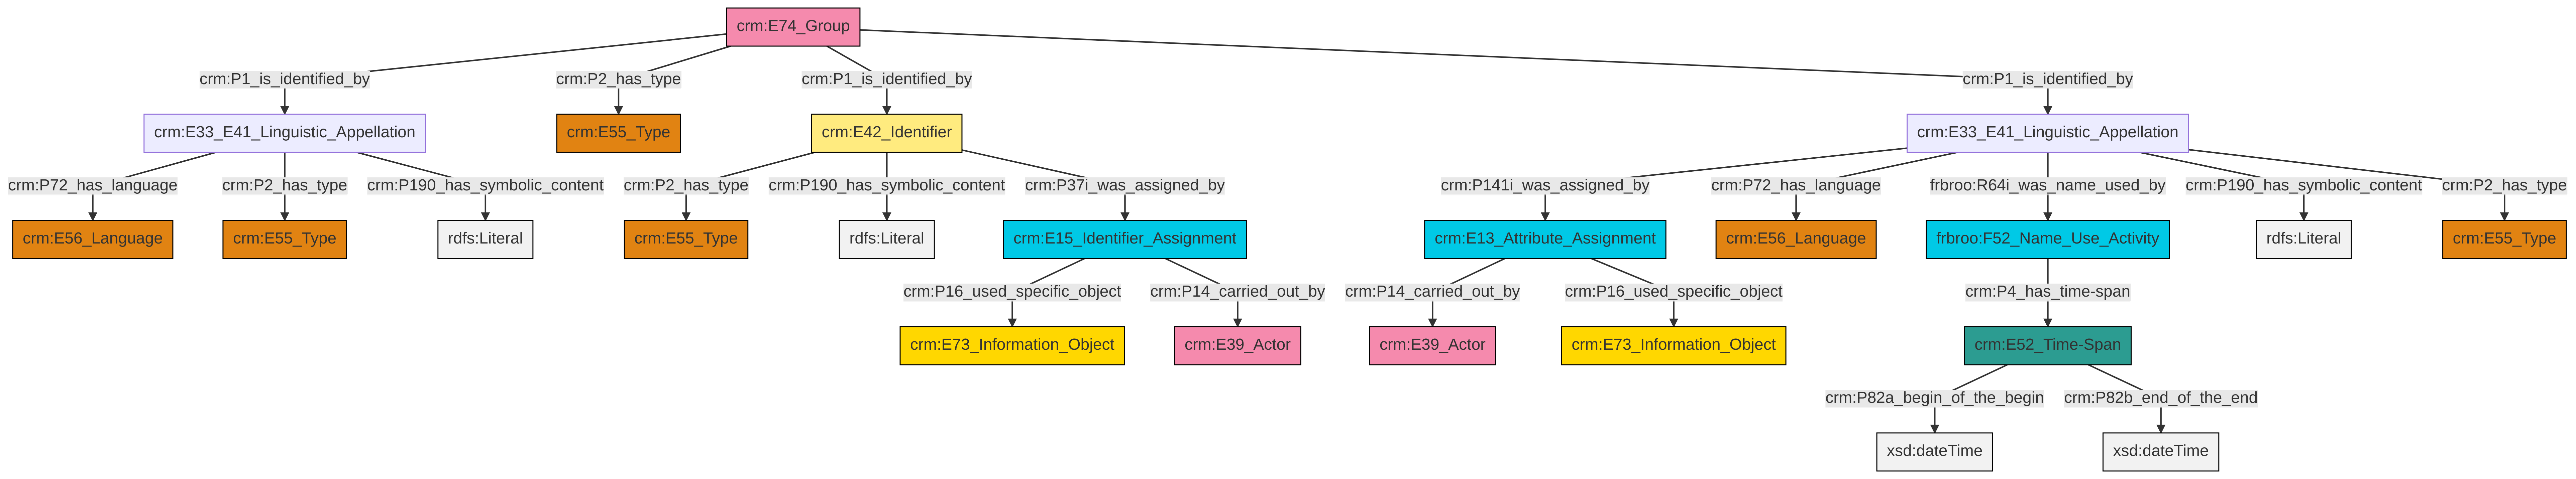 crm:E74_Group
crm:P1_is_identified_by
crm:P2_has_type
crm:P1_is_identified_by
crm:P1_is_identified_by
crm:E33_E41_Linguistic_Appellation
crm:E55_Type
crm:E42_Identifier
crm:E33_E41_Linguistic_Appellation
crm:P72_has_language
crm:P2_has_type
crm:P190_has_symbolic_content
crm:P2_has_type
crm:P190_has_symbolic_content
crm:P37i_was_assigned_by
crm:P141i_was_assigned_by
crm:P72_has_language
frbroo:R64i_was_name_used_by
crm:P190_has_symbolic_content
crm:P2_has_type
crm:E56_Language
crm:E55_Type
rdfs:Literal
crm:E55_Type
rdfs:Literal
crm:E15_Identifier_Assignment
crm:E13_Attribute_Assignment
crm:E56_Language
frbroo:F52_Name_Use_Activity
rdfs:Literal
crm:E55_Type
crm:P16_used_specific_object
crm:P14_carried_out_by
crm:P14_carried_out_by
crm:P16_used_specific_object
crm:P4_has_time-span
crm:E73_Information_Object
crm:E39_Actor
crm:E39_Actor
crm:E73_Information_Object
crm:E52_Time-Span
crm:P82a_begin_of_the_begin
crm:P82b_end_of_the_end
xsd:dateTime
xsd:dateTime